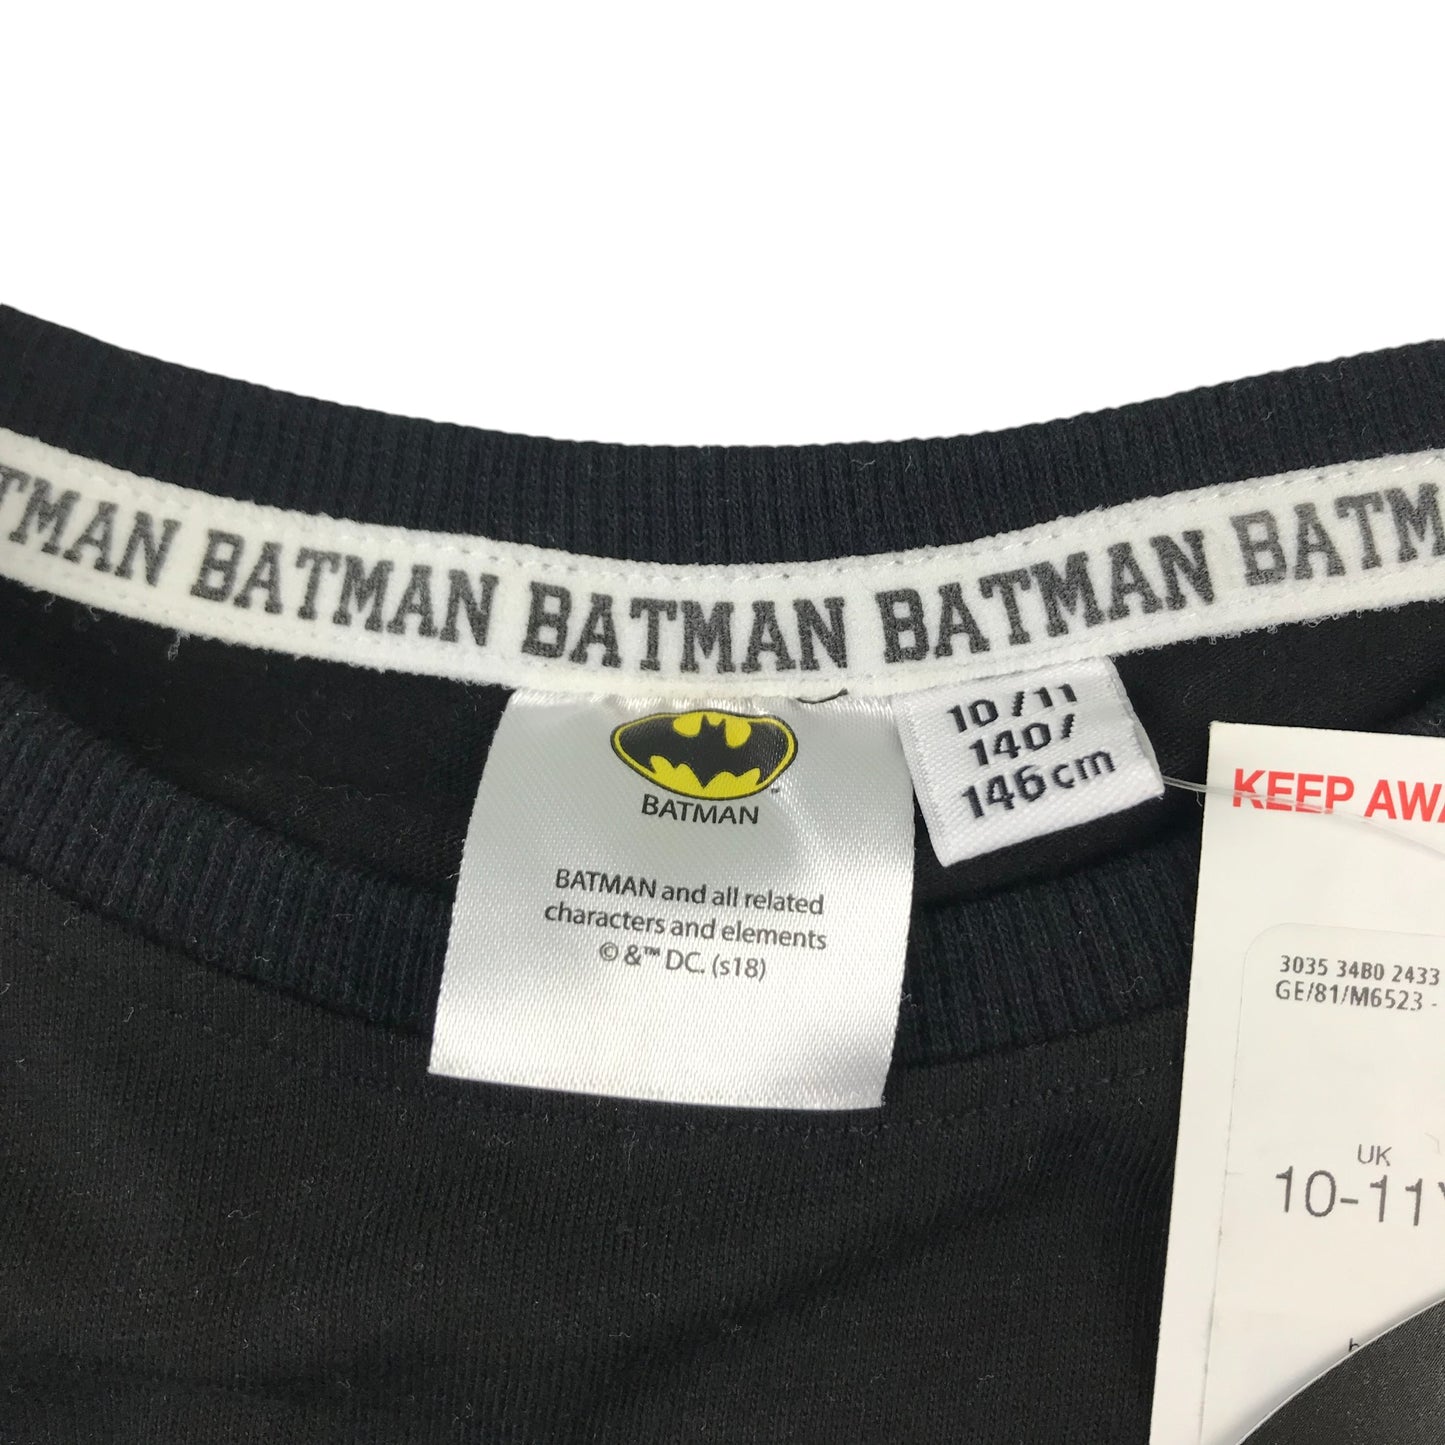 TMAN BATMAN BATMAN BATMAN BATM
BATMAN
BATMAN and all related
characters and elements
© &™ DC. (s18)
10/11
140/
146cm
KEEP AWA
3035 34B0 2433
GE/81/M6523 -
UK
10-11Y